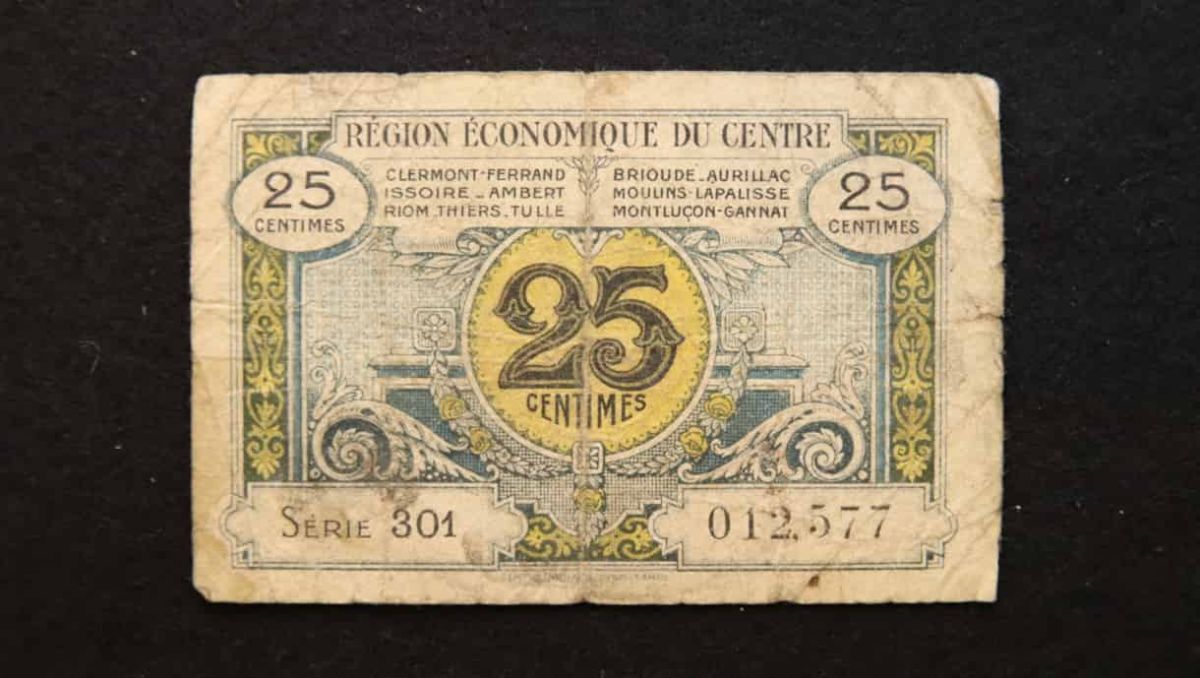 RÉGION ÉCONOMIQUE DU CENTRE
25
CENTIMES
CLERMONT-FERRAND
ISSOIRE - AMBERT
RIOM - THIERS - TULLE
BRIOUDE - AURILLAC
MOULINS - LAPALISSE
MONTLUÇON - GANNAT
25
CENTIMES
25
CENTIMES
SÉRIE 301
012,577